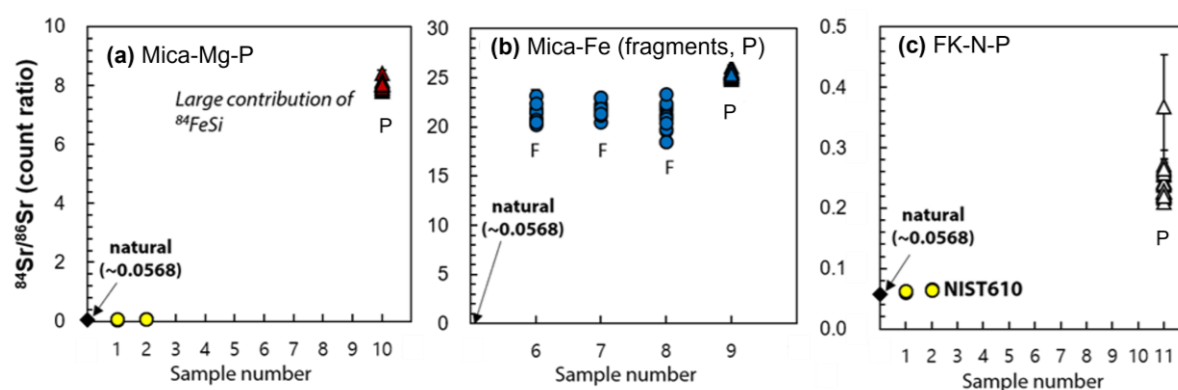 (a) Mica-Mg-P
Large contribution of
⁸⁴FeSi
P
natural
(~0.0568)
⁸⁴Sr/⁸⁶Sr (count ratio)
10
8
6
4
2
0
1 2 3 4 5 6 7 8 9 10
Sample number
(b) Mica-Fe (fragments, P)
30
25
20
15
10
5
0
F
F
F
P
natural
(~0.0568)
6 7 8 9
Sample number
(c) FK-N-P
0.5
0.4
0.3
0.2
0.1
0.0
P
natural
(~0.0568)
NIST610
1 2 3 4 5 6 7 8 9 10 11
Sample number